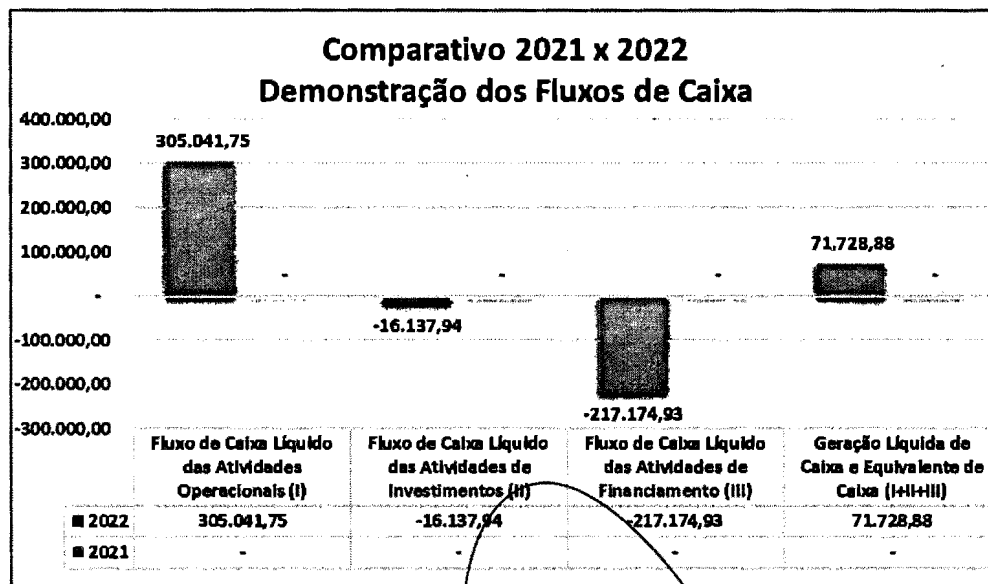 Comparativo 2021 x 2022
Demonstração dos Fluxos de Caixa
400.000,00
300.000,00
200.000,00
100.000,00
-
-100.000,00
-200.000,00
-300.000,00
305.041,75
-
-16.137,94
-
-217.174,93
-
71.728,88
-
Fluxo de Caixa Líquido
das Atividades
Operacionais (I)
Fluxo de Caixa Líquido
das Atividades de
Investimentos (II)
Fluxo de Caixa Líquido
das Atividades de
Financiamento (III)
Geração Líquida de
Caixa e Equivalente de
Caixa (I+II+III)
2022 305.041,75 -16.137,94 -217.174,93 71.728,88
2021 - - - -